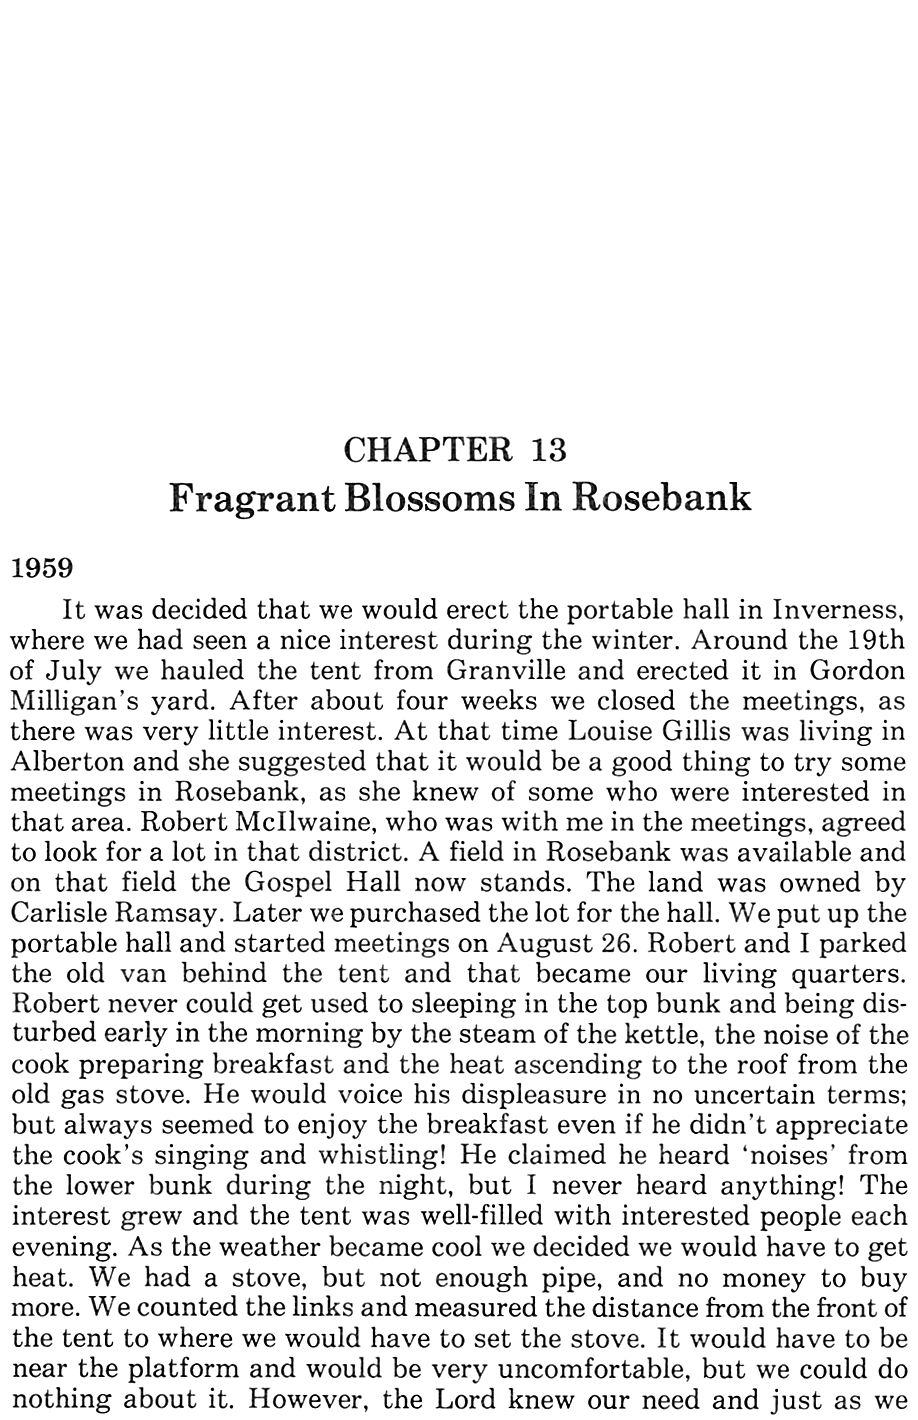 CHAPTER 13
Fragrant Blossoms In Rosebank
1959
It was decided that we would erect the portable hall in Inverness,
where we had seen a nice interest during the winter. Around the 19th
of July we hauled the tent from Granville and erected it in Gordon
Milligan's yard. After about four weeks we closed the meetings, as
there was very little interest. At that time Louise Gillis was living in
Alberton and she suggested that it would be a good thing to try some
meetings in Rosebank, as she knew of some who were interested in
that area. Robert McIlwaine, who was with me in the meetings, agreed
to look for a lot in that district. A field in Rosebank was available and
on that field the Gospel Hall now stands. The land was owned by
Carlisle Ramsay. Later we purchased the lot for the hall. We put up the
portable hall and started meetings on August 26. Robert and I parked
the old van behind the tent and that became our living quarters.
Robert never could get used to sleeping in the top bunk and being dis-
turbed early in the morning by the steam of the kettle, the noise of the
cook preparing breakfast and the heat ascending to the roof from the
old gas stove. He would voice his displeasure in no uncertain terms;
but always seemed to enjoy the breakfast even if he didn't appreciate
the cook's singing and whistling! He claimed he heard 'noises' from
the lower bunk during the night, but I never heard anything! The
interest grew and the tent was well-filled with interested people each
evening. As the weather became cool we decided we would have to get
heat. We had a stove, but not enough pipe, and no money to buy
more. We counted the links and measured the distance from the front of
the tent to where we would have to set the stove. It would have to be
near the platform and would be very uncomfortable, but we could do
nothing about it. However, the Lord knew our need and just as we